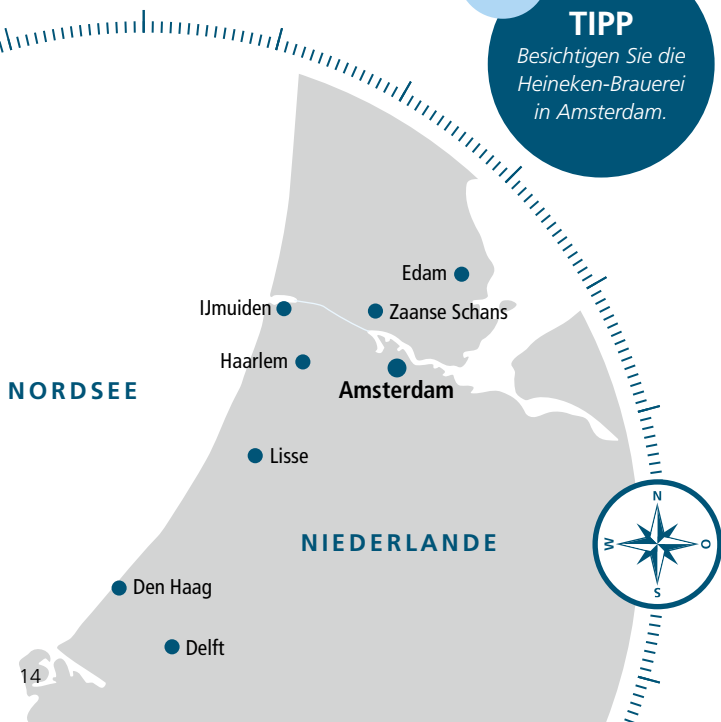 TIPP
Besichtigen Sie die
Heineken-Brauerei
in Amsterdam.
Edam
IJmuiden
Zaanse Schans
Haarlem
Amsterdam
NORDSEE
Lisse
N
W
O
S
NIEDERLANDE
Den Haag
Delft
14